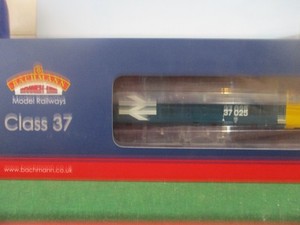 BACHMANN
Model Railways
Class 37
37 025
www.bachmann.co.uk